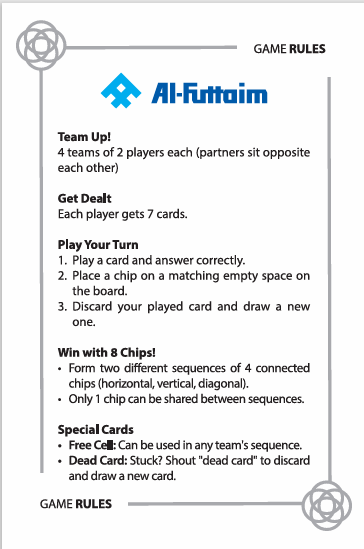 GAME RULES
Al-Futtaim
Team Up!
4 teams of 2 players each (partners sit opposite
each other)
Get Dealt
Each player gets 7 cards.
Play Your Turn
1. Play a card and answer correctly.
2. Place a chip on a matching empty space on
the board.
3. Discard your played card and draw a new
one.
Win with 8 Chips!
• Form two different sequences of 4 connected
chips (horizontal, vertical, diagonal).
• Only 1 chip can be shared between sequences.
Special Cards
• Free Cell: Can be used in any team's sequence.
• Dead Card: Stuck? Shout "dead card" to discard
and draw a new card.
GAME RULES